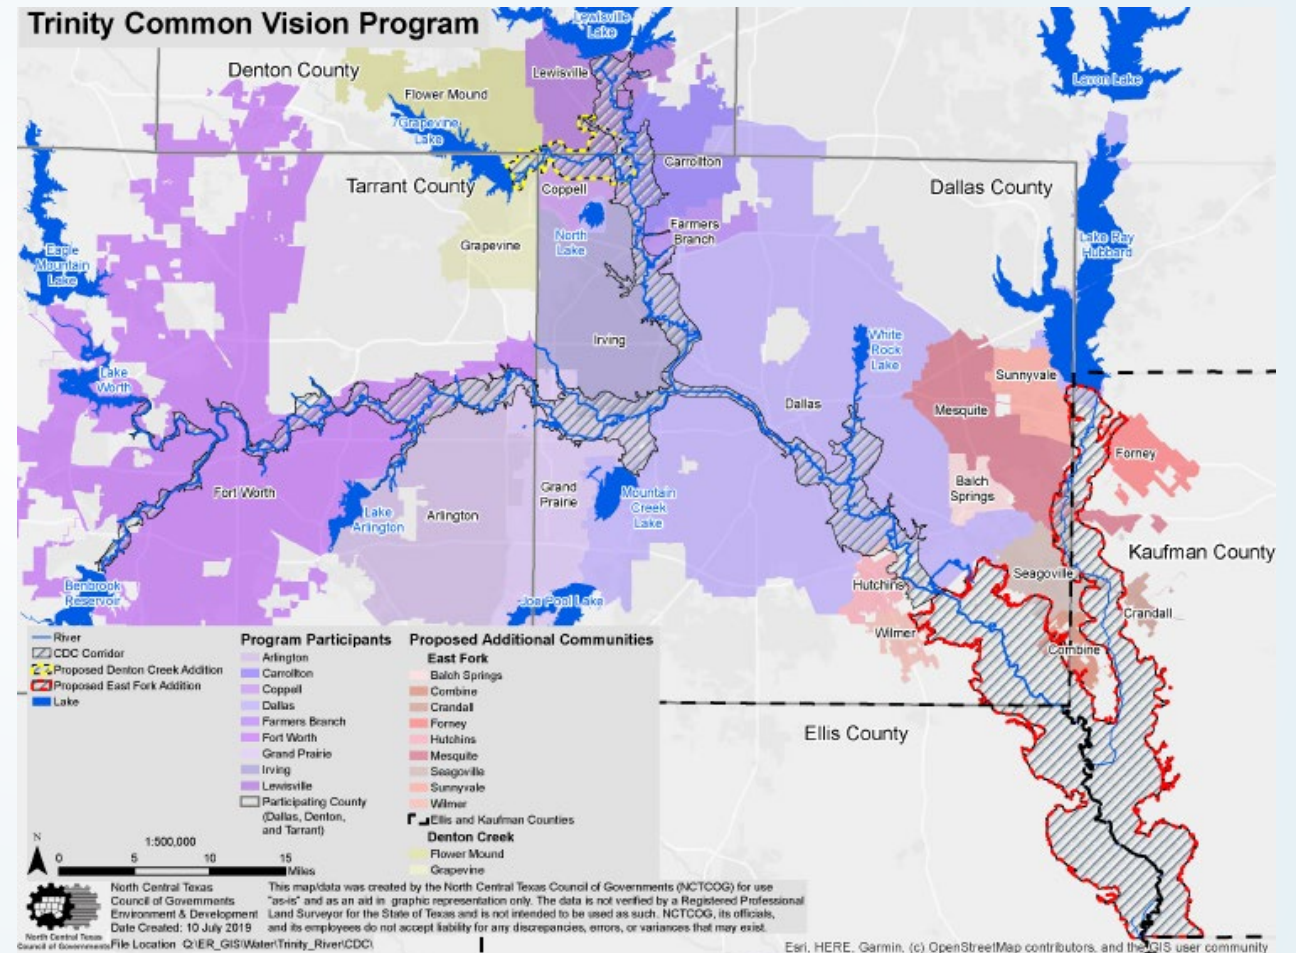 Trinity Common Vision Program
Lewisville
Lake
Denton County
Lewisville
Flower Mound
Lavon Lake
Grapevine
Lake
Carrollton
Tarrant County
Coppell
Dallas County
North
Lake
Farmers
Branch
Grapevine
Eagle
Mountain
Lake
Lake Ray
Hubbard
Irving
White
Rock
Lake
Lake
Worth
Sunnyvale
Dallas
Mesquite
Forney
Fort Worth
Grand
Prairie
Balch
Springs
Mountain
Creek
Lake
Lake
Arlington
Arlington
Kaufman County
Seagoville
Hutchins
Benbrook
Reservoir
Joe Pool Lake
Crandall
Wilmer
Combine
Ellis County
River
CDC Corridor
Proposed Denton Creek Addition
Proposed East Fork Addition
Lake
Program Participants
Arlington
Carrollton
Coppell
Dallas
Farmers Branch
Fort Worth
Grand Prairie
Irving
Lewisville
Participating County
(Dallas, Denton,
and Tarrant)
Proposed Additional Communities
East Fork
Balch Springs
Combine
Crandall
Forney
Hutchins
Mesquite
Seagoville
Sunnyvale
Wilmer
Ellis and Kaufman Counties
Denton Creek
Flower Mound
Grapevine
N
1:500,000
0 5 10 15
Miles
North Central Texas
Council of Governments
North Central Texas
Council of Governments
Environment & Development
Date Created: 10 July 2019
File Location Q:\ER_GIS\Water\Trinity_River\CDC\
This map/data was created by the North Central Texas Council of Governments (NCTCOG) for use
"as-is" and as an aid in graphic representation only. The data is not verified by a Registered Professional
Land Surveyor for the State of Texas and is not intended to be used as such. NCTCOG, its officials,
and its employees do not accept liability for any discrepancies, errors, or variances that may exist.
Esri, HERE, Garmin, (c) OpenStreetMap contributors, and the GIS user community